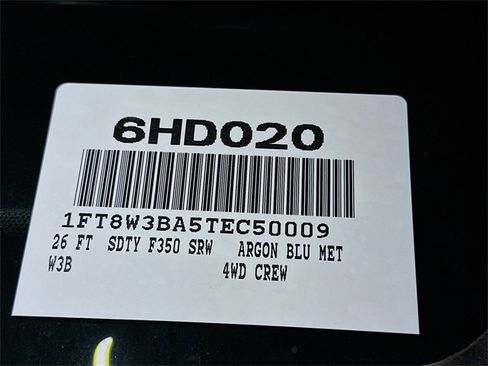 6HD020
1FT8W3BA5TEC50009
26 FT SDTY F350 SRW ARGON BLU MET
W3B 4WD CREW